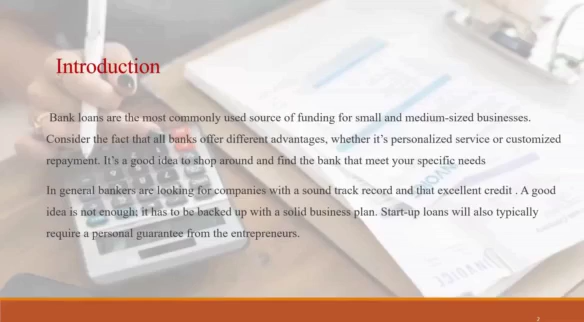 Introduction
Bank loans are the most commonly used source of funding for small and medium-sized businesses.
Consider the fact that all banks offer different advantages, whether it's personalized service or customized
repayment. It's a good idea to shop around and find the bank that meet your specific needs
In general bankers are looking for companies with a sound track record and that excellent credit . A good
idea is not enough; it has to be backed up with a solid business plan. Start-up loans will also typically
require a personal guarantee from the entrepreneurs.
INVOICE